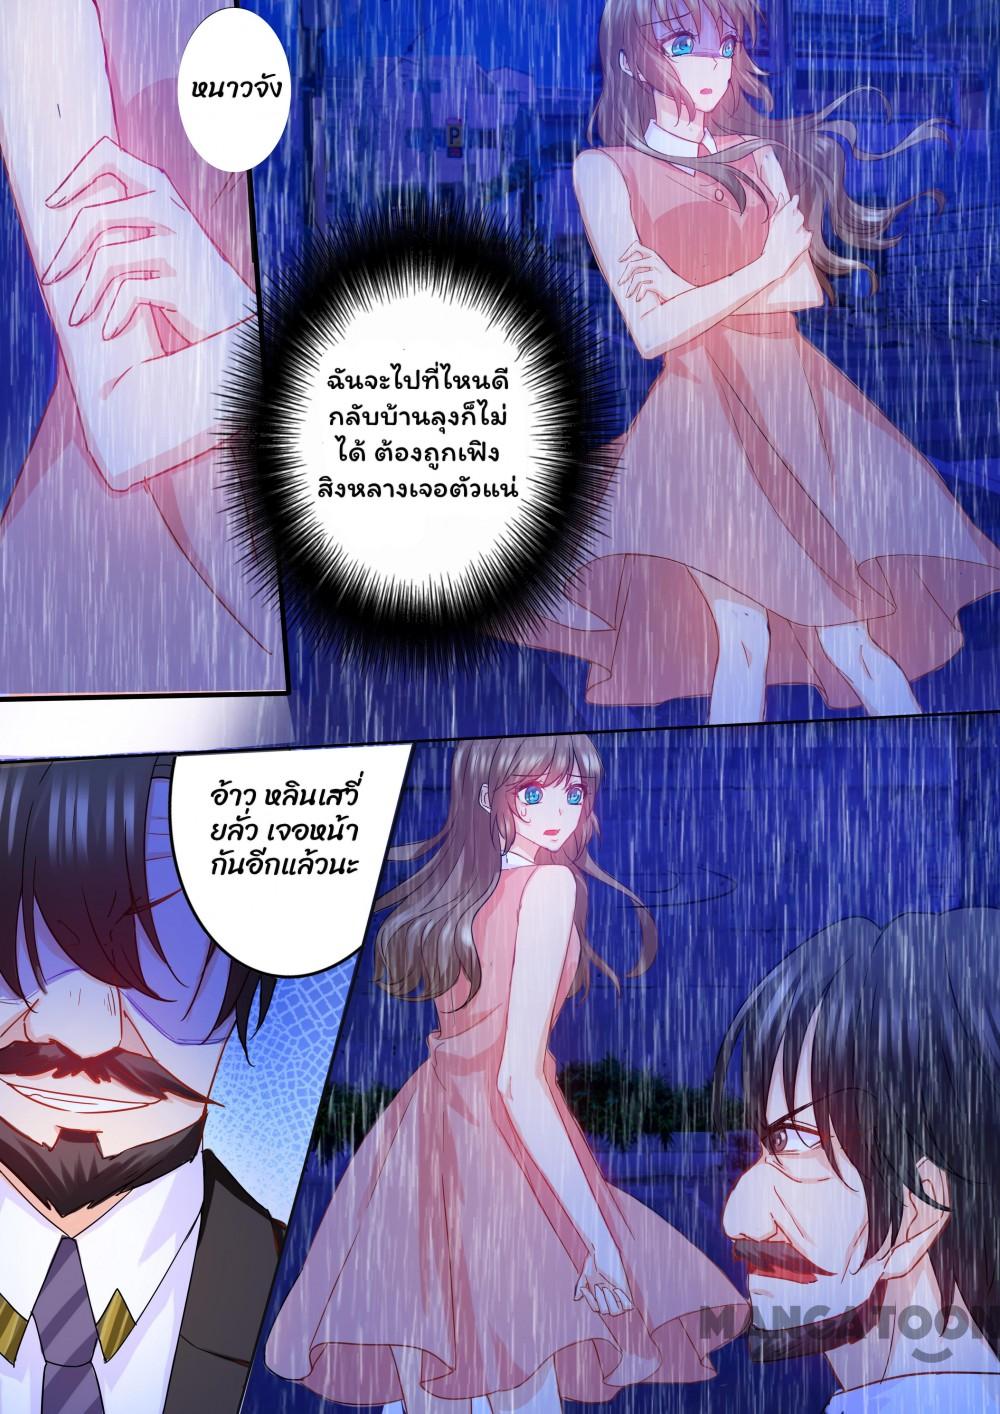 หนาวจัง
ฉันจะไปที่ไหนดี
กลับบ้านลุงก็ไม่
ได้ ต้องถูกเฟิง
สิงหลางเจอตัวแน่
อ้าว หลินเสวี่
ยลั่ว เจอหน้า
กันอีกแล้วนะ
P
MANGATOON